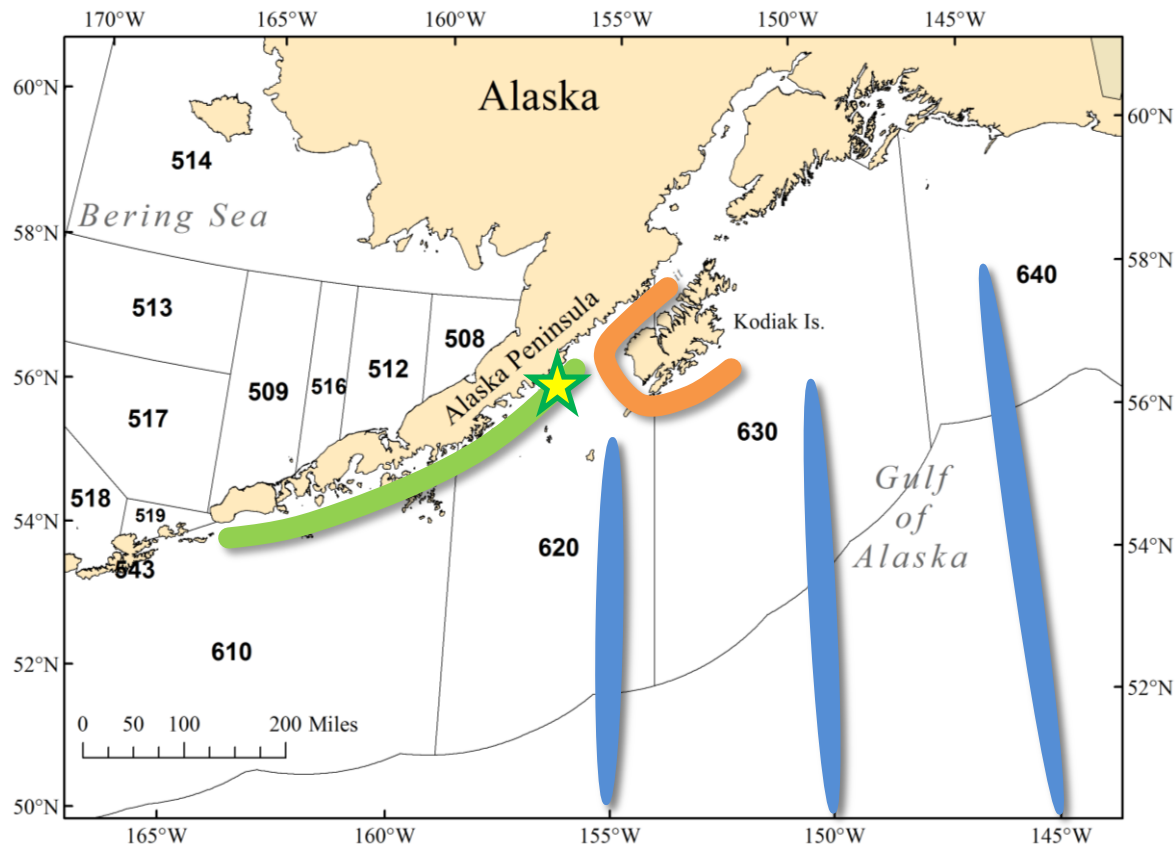 170°W 165°W 160°W 155°W 150°W 145°W
60°N
60°N
Alaska
514
Bering Sea
58°N
58°N
640
513
508
Alaska Peninsula
Kodiak Is.
512
516
509
56°N
56°N
517
630
518
519
Gulf
of
Alaska
54°N
54°N
620
543
610
52°N
52°N
0 50 100 200 Miles
50°N
165°W 160°W 155°W 150°W 145°W